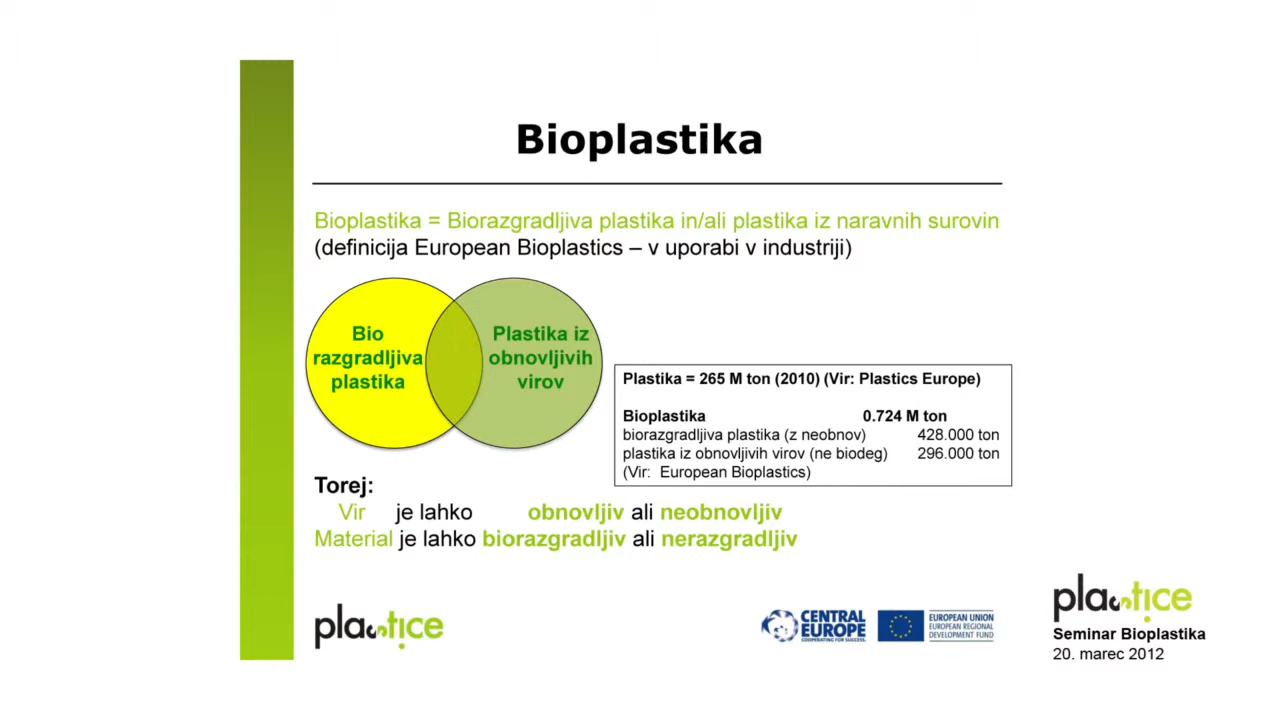 Bioplastika
Bioplastika = Biorazgradljiva plastika in/ali plastika iz naravnih surovin
(definicija European Bioplastics – v uporabi v industriji)
Bio
razgradljiva
plastika
Plastika iz
obnovljivih
virov
Plastika = 265 M ton (2010) (Vir: Plastics Europe)
Bioplastika 0.724 M ton
biorazgradljiva plastika (z neobnov) 428.000 ton
plastika iz obnovljivih virov (ne biodeg) 296.000 ton
(Vir: European Bioplastics)
Torej:
Vir je lahko obnovljiv ali neobnovljiv
Material je lahko biorazgradljiv ali nerazgradljiv
plastice
CENTRAL
EUROPE
COOPERATING FOR SUCCESS.
EUROPEAN UNION
EUROPEAN REGIONAL
DEVELOPMENT FUND
plastice
Seminar Bioplastika
20. marec 2012